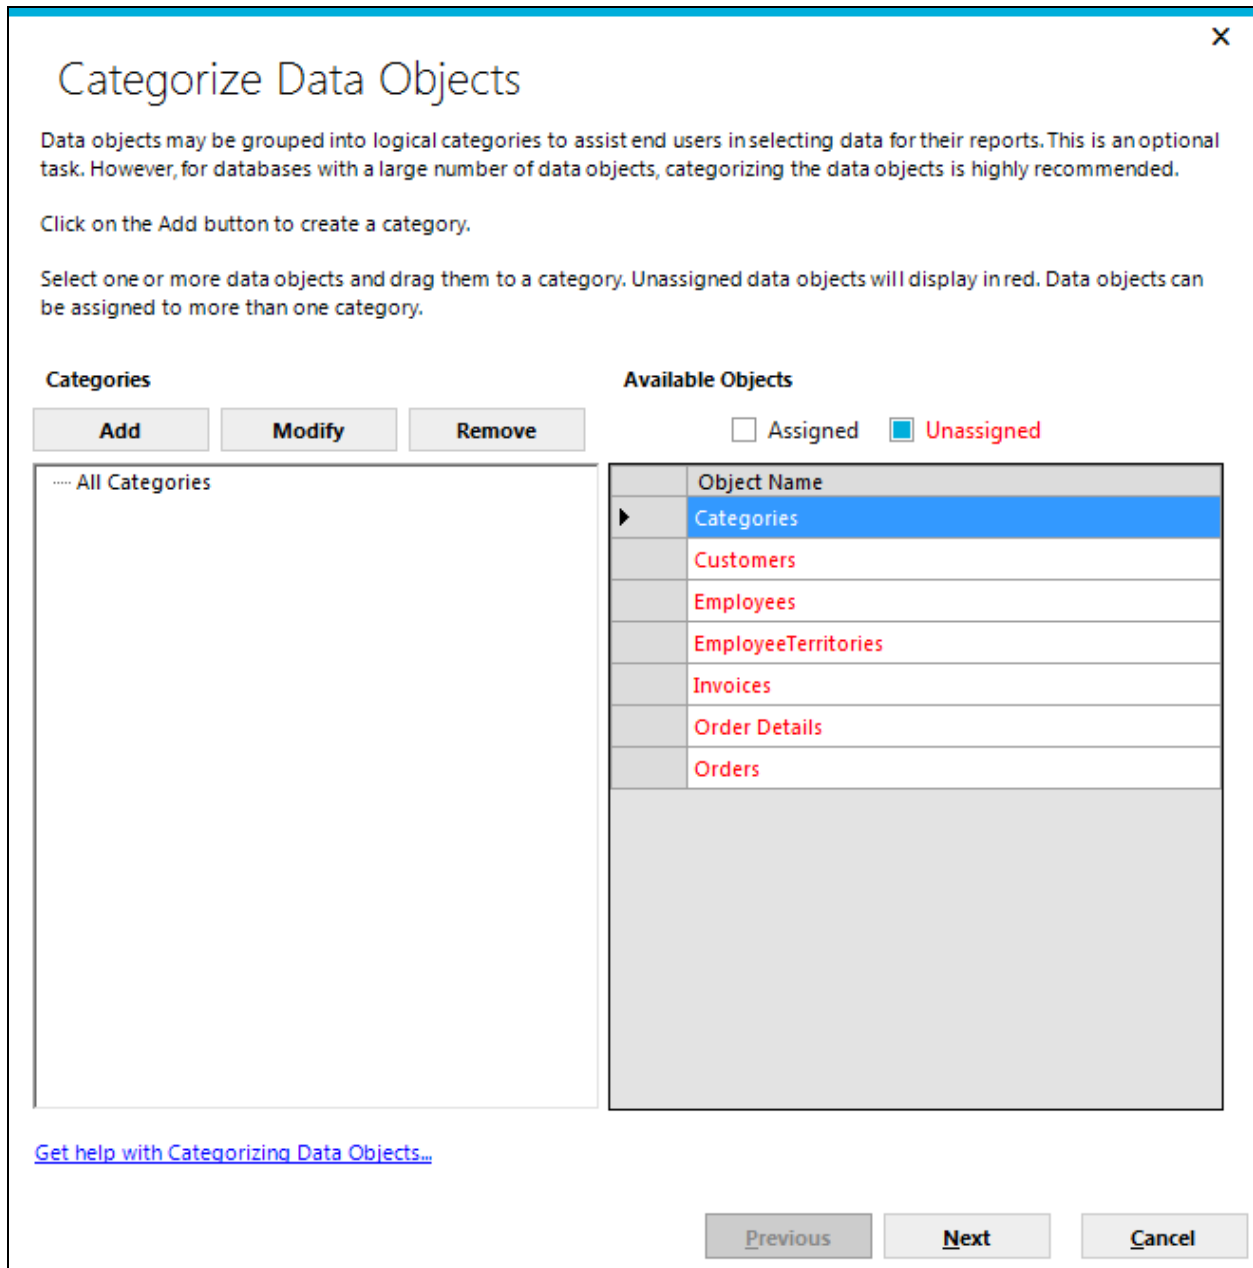 Categorize Data Objects
Data objects may be grouped into logical categories to assist end users in selecting data for their reports. This is an optional
task. However, for databases with a large number of data objects, categorizing the data objects is highly recommended.
Click on the Add button to create a category.
Select one or more data objects and drag them to a category. Unassigned data objects will display in red. Data objects can
be assigned to more than one category.
Categories
Available Objects
Add Modify Remove
Assigned Unassigned
All Categories
Object Name
Categories
Customers
Employees
EmployeeTerritories
Invoices
Order Details
Orders
Get help with Categorizing Data Objects...
Previous Next Cancel